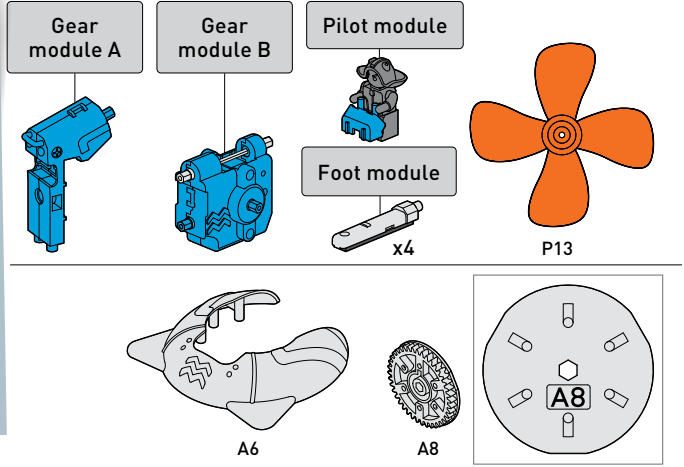 Gear
module A
Gear
module B
Pilot module
Foot module
x4
P13
A6
A8
A8